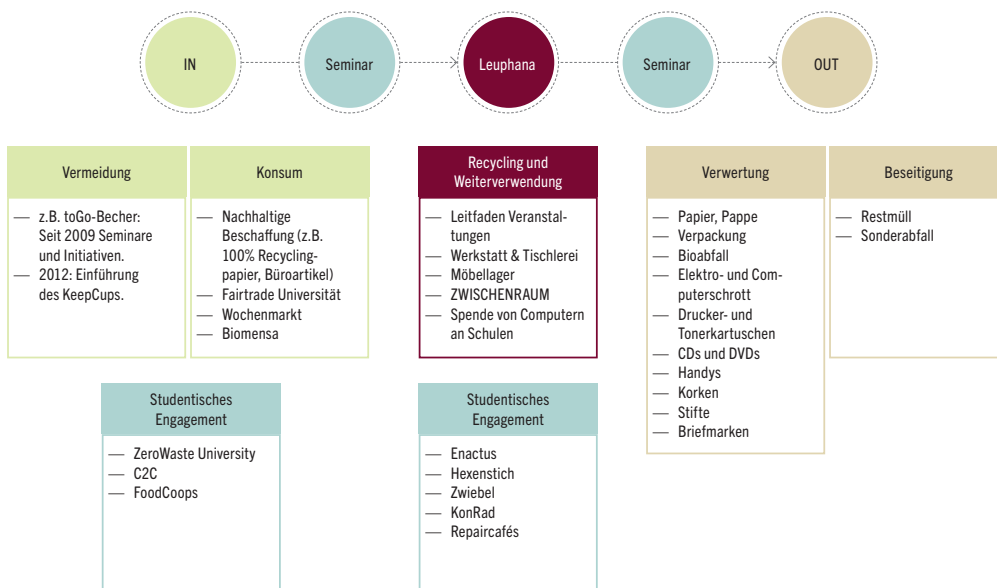 IN
Seminar
Leuphana
Seminar
OUT
Vermeidung
— z.B. toGo-Becher:
Seit 2009 Seminare
und Initiativen.
— 2012: Einführung
des KeepCups.
Konsum
— Nachhaltige
Beschaffung (z.B.
100% Recycling-
papier, Büroartikel)
— Fairtrade Universität
— Wochenmarkt
— Biomensa
Recycling und
Weiterverwendung
— Leitfaden Veranstal-
tungen
— Werkstatt & Tischlerei
— Möbellager
— ZWISCHENRAUM
— Spende von Computern
an Schulen
Verwertung
— Papier, Pappe
— Verpackung
— Bioabfall
— Elektro- und Com-
puterschrott
— Drucker- und
Tonerkartuschen
— CDs und DVDs
— Handys
— Korken
— Stifte
— Briefmarken
Beseitigung
— Restmüll
— Sonderabfall
Studentisches
Engagement
— ZeroWaste University
— C2C
— FoodCoops
Studentisches
Engagement
— Enactus
— Hexenstich
— Zwiebel
— KonRad
— Repaircafés